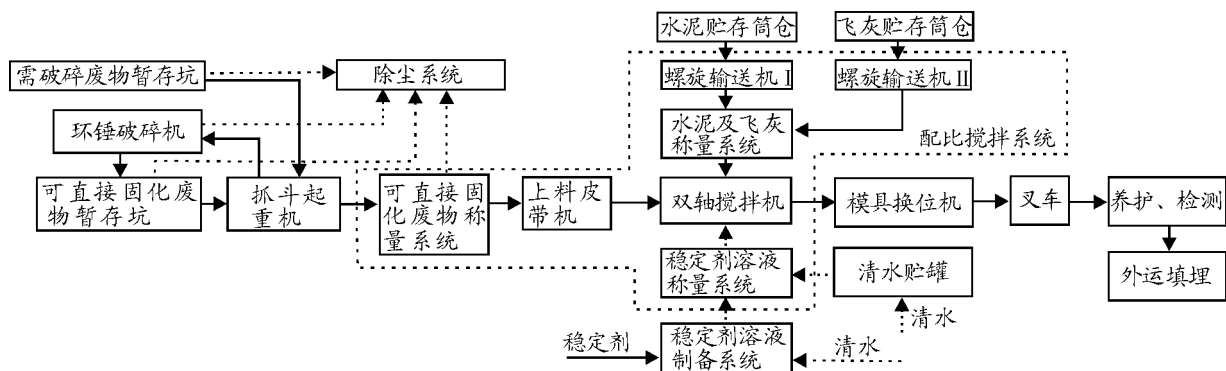 水泥贮存筒仓
飞灰贮存筒仓
需破碎废物暂存坑
除尘系统
螺旋输送机 I
螺旋输送机 II
环锤破碎机
水泥及飞灰
称量系统
配比搅拌系统
可直接固化废
物暂存坑
抓斗起
重机
可直接固
化废物称
量系统
上料皮
带机
双轴搅拌机
模具换位机
叉车
养护、检测
稳定剂溶液
称量系统
清水贮罐
外运填埋
清水
稳定剂
稳定剂溶液
制备系统
清水